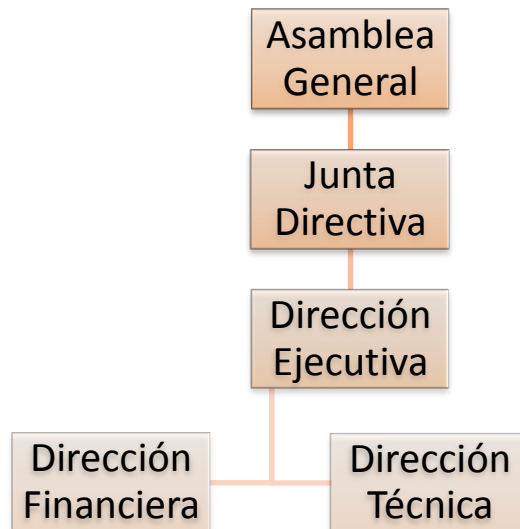 Asamblea
General
Junta
Directiva
Dirección
Ejecutiva
Dirección
Financiera
Dirección
Técnica